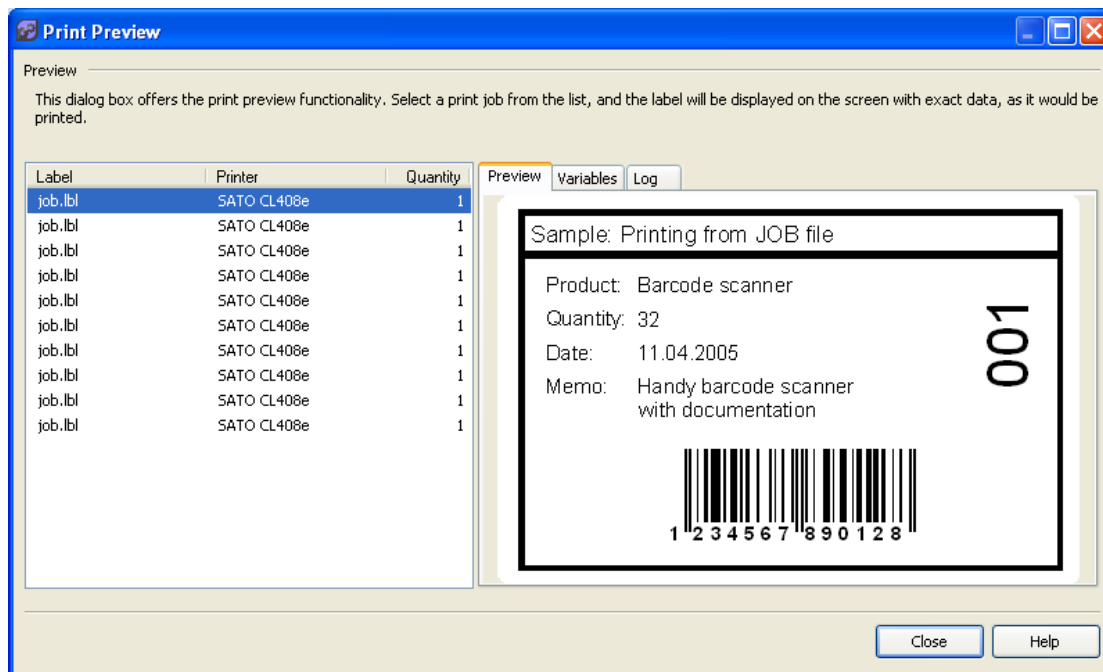 Print Preview
Preview
This dialog box offers the print preview functionality. Select a print job from the list, and the label will be displayed on the screen with exact data, as it would be
printed.
Label Printer Quantity
job.lbl SATO CL408e 1
job.lbl SATO CL408e 1
job.lbl SATO CL408e 1
job.lbl SATO CL408e 1
job.lbl SATO CL408e 1
job.lbl SATO CL408e 1
job.lbl SATO CL408e 1
job.lbl SATO CL408e 1
job.lbl SATO CL408e 1
job.lbl SATO CL408e 1
Preview Variables Log
Sample: Printing from JOB file
Product: Barcode scanner
Quantity: 32
Date: 11.04.2005
Memo: Handy barcode scanner
with documentation
001
1 234567 890128
Close Help